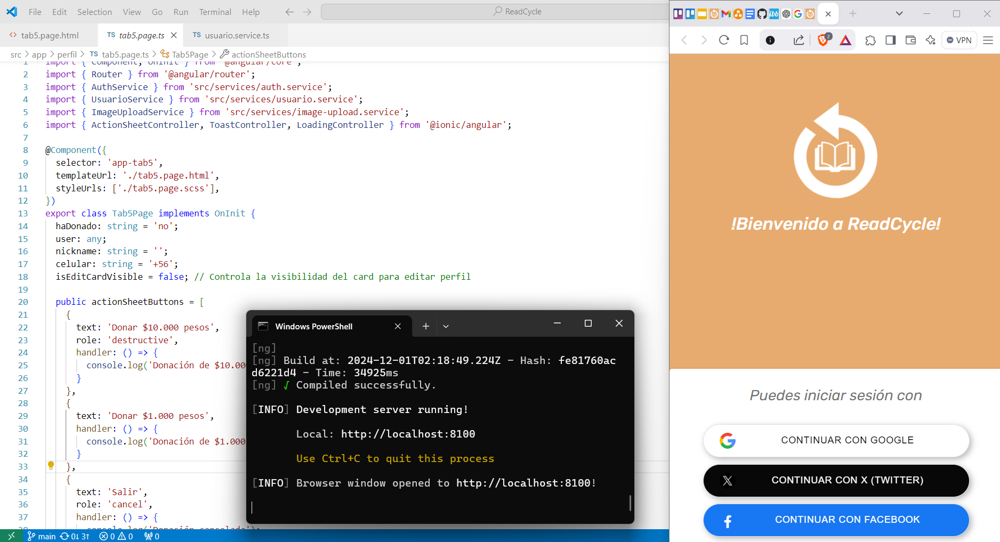 File Edit Selection View Go Run Terminal Help
ReadCycle
tab5.page.html
TS tab5.page.ts
TS usuario.service.ts
src > app > perfil > TS tab5.page.ts > Tab5Page > actionSheetButtons
1 import { Component, OnInit } from '@angular/core';
2 import { Router } from '@angular/router';
3 import { AuthService } from 'src/services/auth.service';
4 import { UsuarioService } from 'src/services/usuario.service';
5 import { ImageUploadService } from 'src/services/image-upload.service';
6 import { ActionSheetController, ToastController, LoadingController } from '@ionic/angular';
7
8 @Component({
9 selector: 'app-tab5',
10 templateUrl: './tab5.page.html',
11 styleUrls: ['./tab5.page.scss'],
12 })
13 export class Tab5Page implements OnInit {
14 haDonado: string = 'no';
15 user: any;
16 nickname: string = '';
17 celular: string = '+56';
18 isEditCardVisible = false; // Controla la visibilidad del card para editar perfil
19
20 public actionSheetButtons = [
21 {
22 text: 'Donar $10.000 pesos',
23 role: 'destructive',
24 handler: () => {
25 console.log('Donación de $10.00
26 }
27 },
28 {
29 text: 'Donar $1.000 pesos',
30 handler: () => {
31 console.log('Donación de $1.000
32 }
33 },
34 {
35 text: 'Salir',
36 role: 'cancel',
37 handler: () => {
38 console.log('Donación cancelada');
main 0↓ 3↑ 0 0 0
Windows PowerShell
[ng]
[ng] Build at: 2024-12-01T02:18:49.224Z - Hash: fe81760ac
d6221d4 - Time: 34925ms
[ng] √ Compiled successfully.
[INFO] Development server running!
Local: http://localhost:8100
Use Ctrl+C to quit this process
[INFO] Browser window opened to http://localhost:8100!
ibb
2
VPN
!Bienvenido a ReadCycle!
Puedes iniciar sesión con
CONTINUAR CON GOOGLE
CONTINUAR CON X (TWITTER)
CONTINUAR CON FACEBOOK